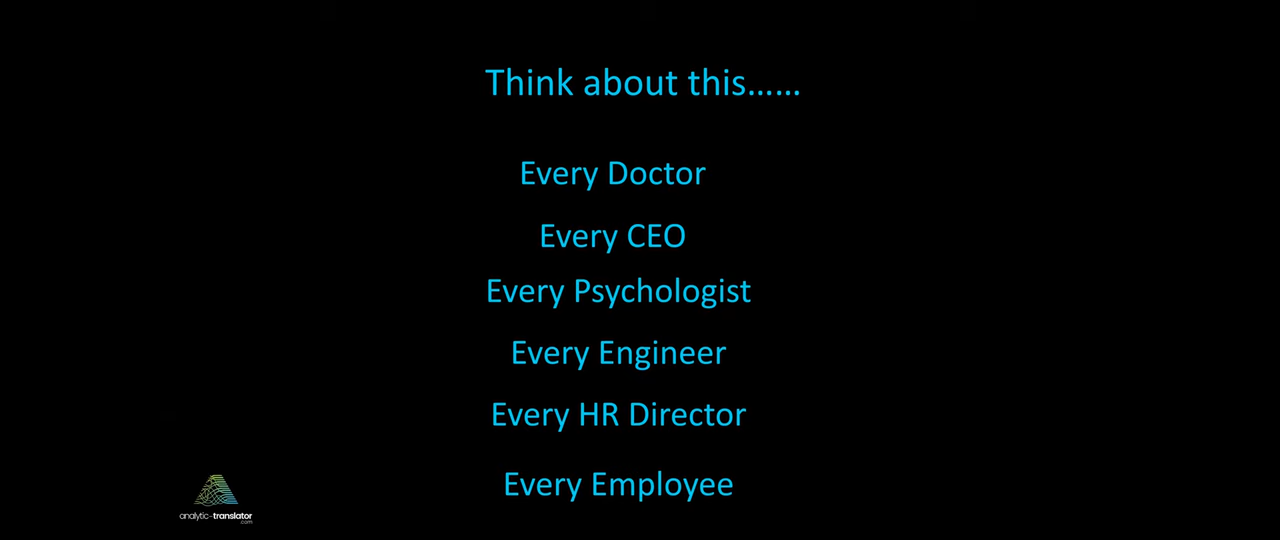 Think about this……
Every Doctor
Every CEO
Every Psychologist
Every Engineer
Every HR Director
Every Employee
analytic-translator
.com